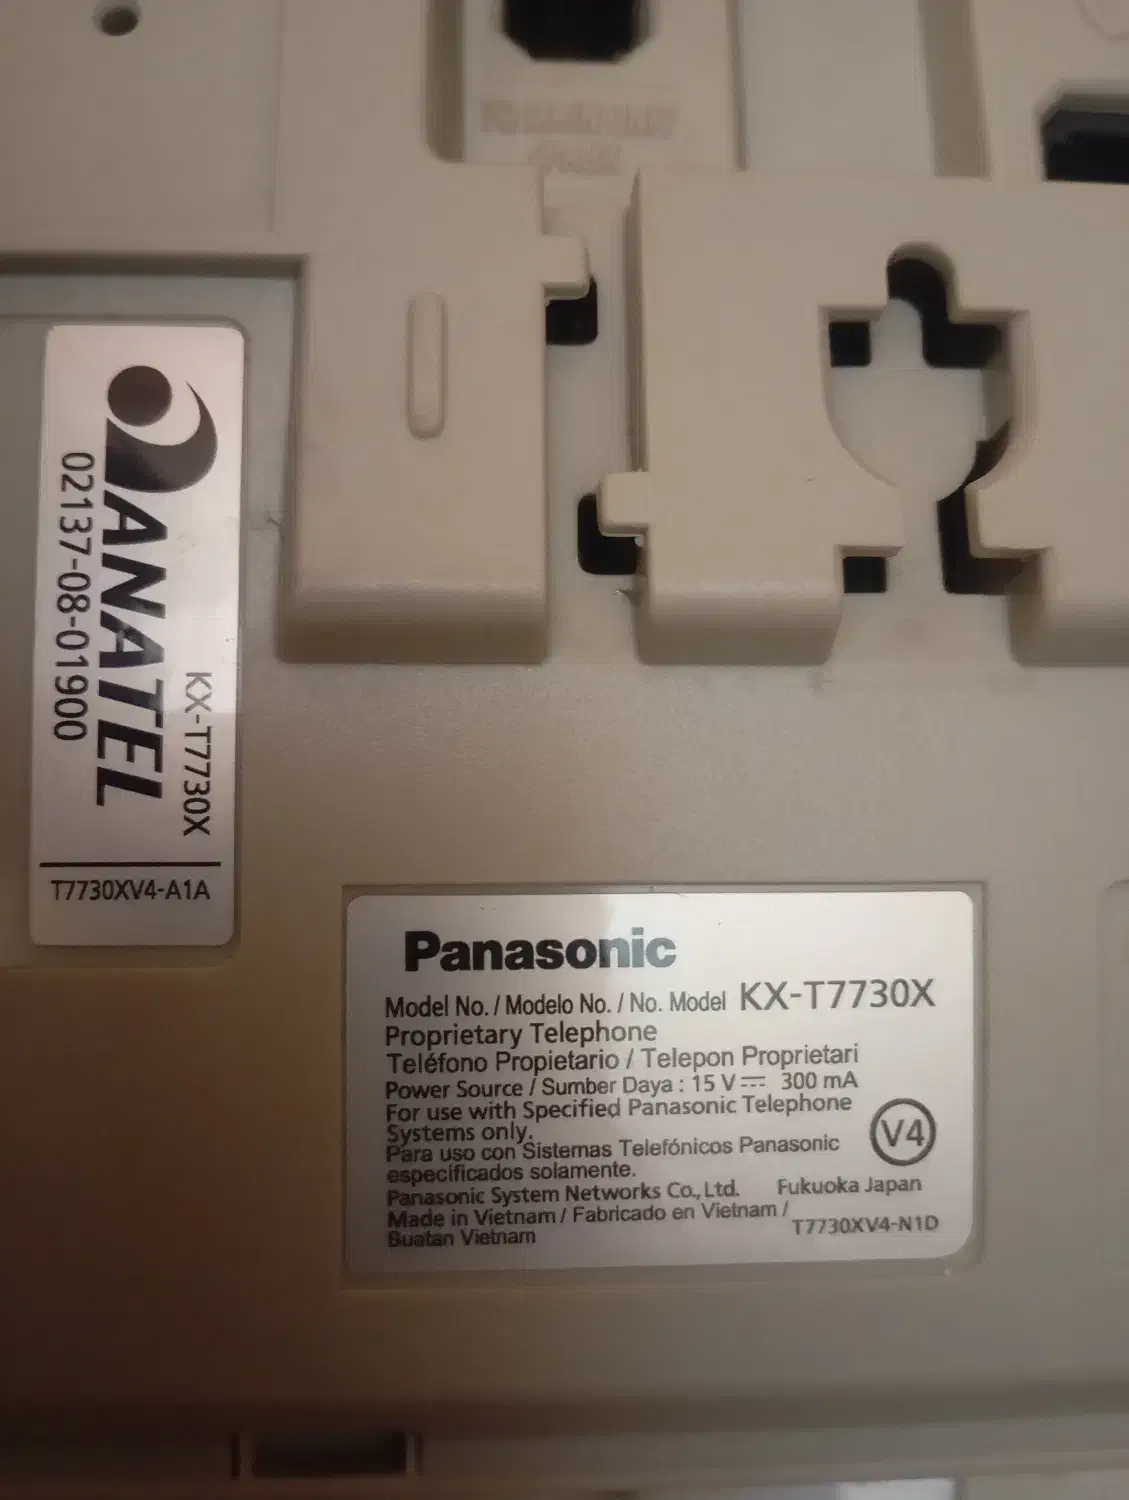 ANATEL
02137-08-01900
KX-T7730X
T7730XV4-A1A
Panasonic
Model No. / Modelo No. / No. Model KX-T7730X
Proprietary Telephone
Teléfono Propietario / Telepon Proprietari
Power Source / Sumber Daya : 15 V⎓ 300 mA
For use with Specified Panasonic Telephone
Systems only.
Para uso con Sistemas Telefónicos Panasonic
especificados solamente.
V4
Panasonic System Networks Co., Ltd. Fukuoka Japan
Made in Vietnam / Fabricado en Vietnam /
Buatan Vietnam
T7730XV4-N1D